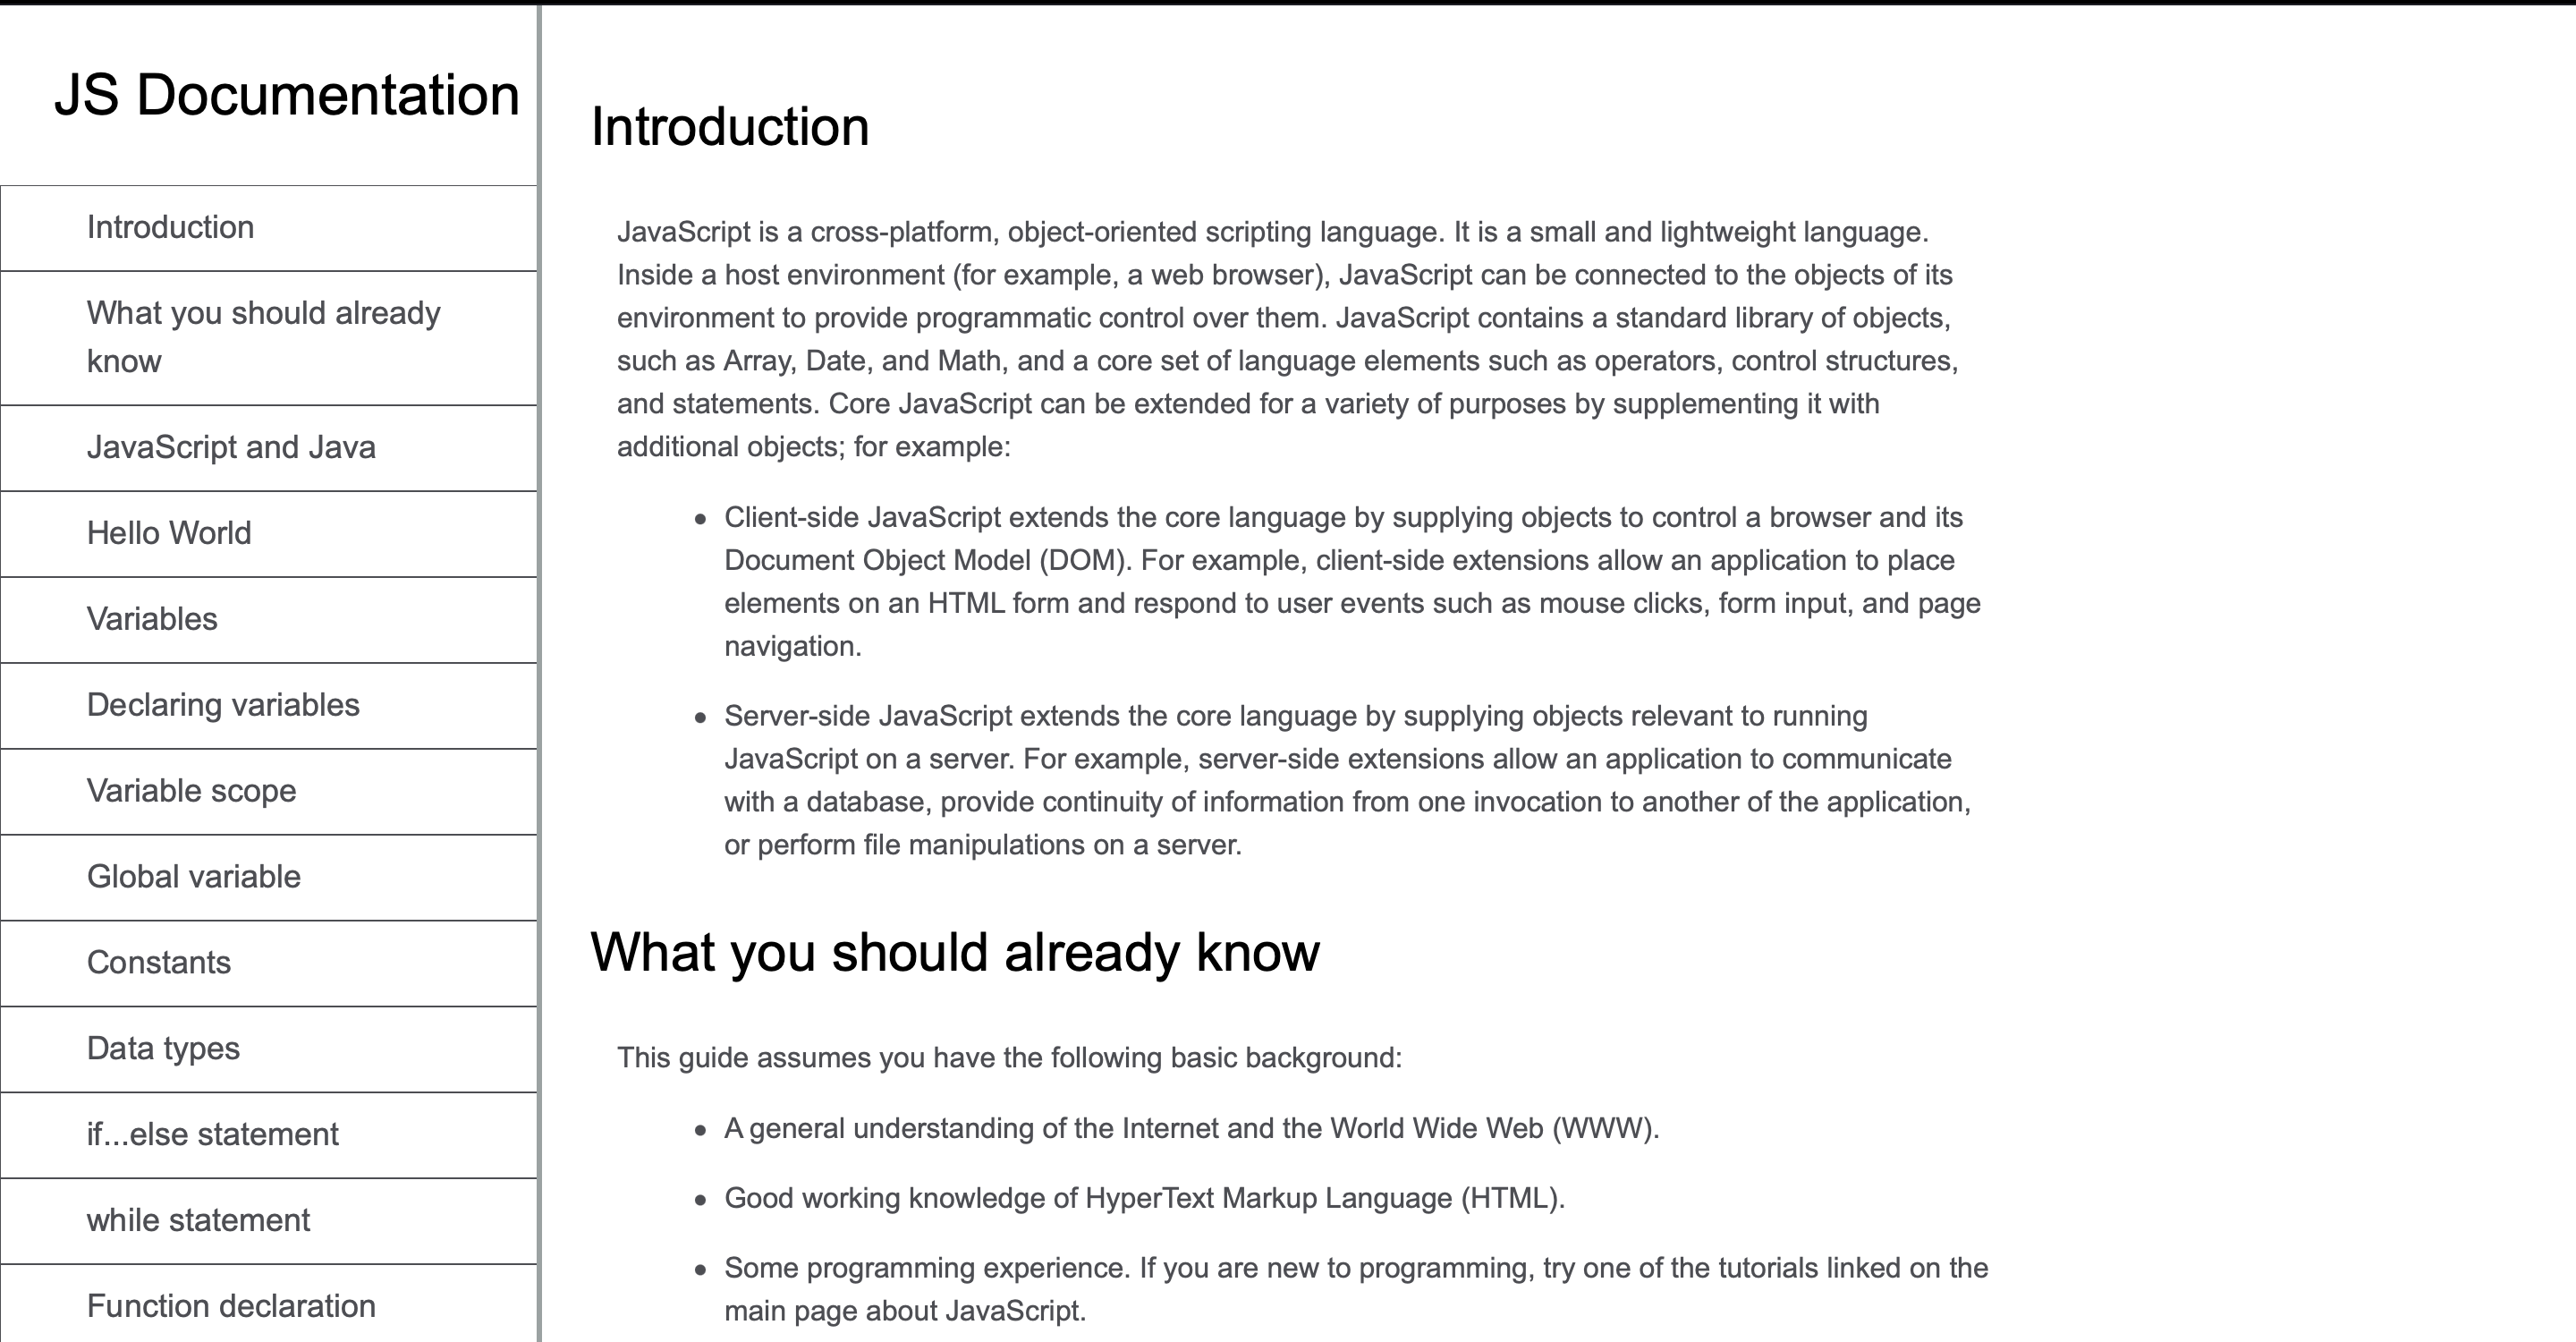 JS Documentation
Introduction
What you should already
know
JavaScript and Java
Hello World
Variables
Declaring variables
Variable scope
Global variable
Constants
Data types
if...else statement
while statement
Function declaration
Introduction
JavaScript is a cross-platform, object-oriented scripting language. It is a small and lightweight language.
Inside a host environment (for example, a web browser), JavaScript can be connected to the objects of its
environment to provide programmatic control over them. JavaScript contains a standard library of objects,
such as Array, Date, and Math, and a core set of language elements such as operators, control structures,
and statements. Core JavaScript can be extended for a variety of purposes by supplementing it with
additional objects; for example:
• Client-side JavaScript extends the core language by supplying objects to control a browser and its
Document Object Model (DOM). For example, client-side extensions allow an application to place
elements on an HTML form and respond to user events such as mouse clicks, form input, and page
navigation.
• Server-side JavaScript extends the core language by supplying objects relevant to running
JavaScript on a server. For example, server-side extensions allow an application to communicate
with a database, provide continuity of information from one invocation to another of the application,
or perform file manipulations on a server.
What you should already know
This guide assumes you have the following basic background:
• A general understanding of the Internet and the World Wide Web (WWW).
• Good working knowledge of HyperText Markup Language (HTML).
• Some programming experience. If you are new to programming, try one of the tutorials linked on the
main page about JavaScript.